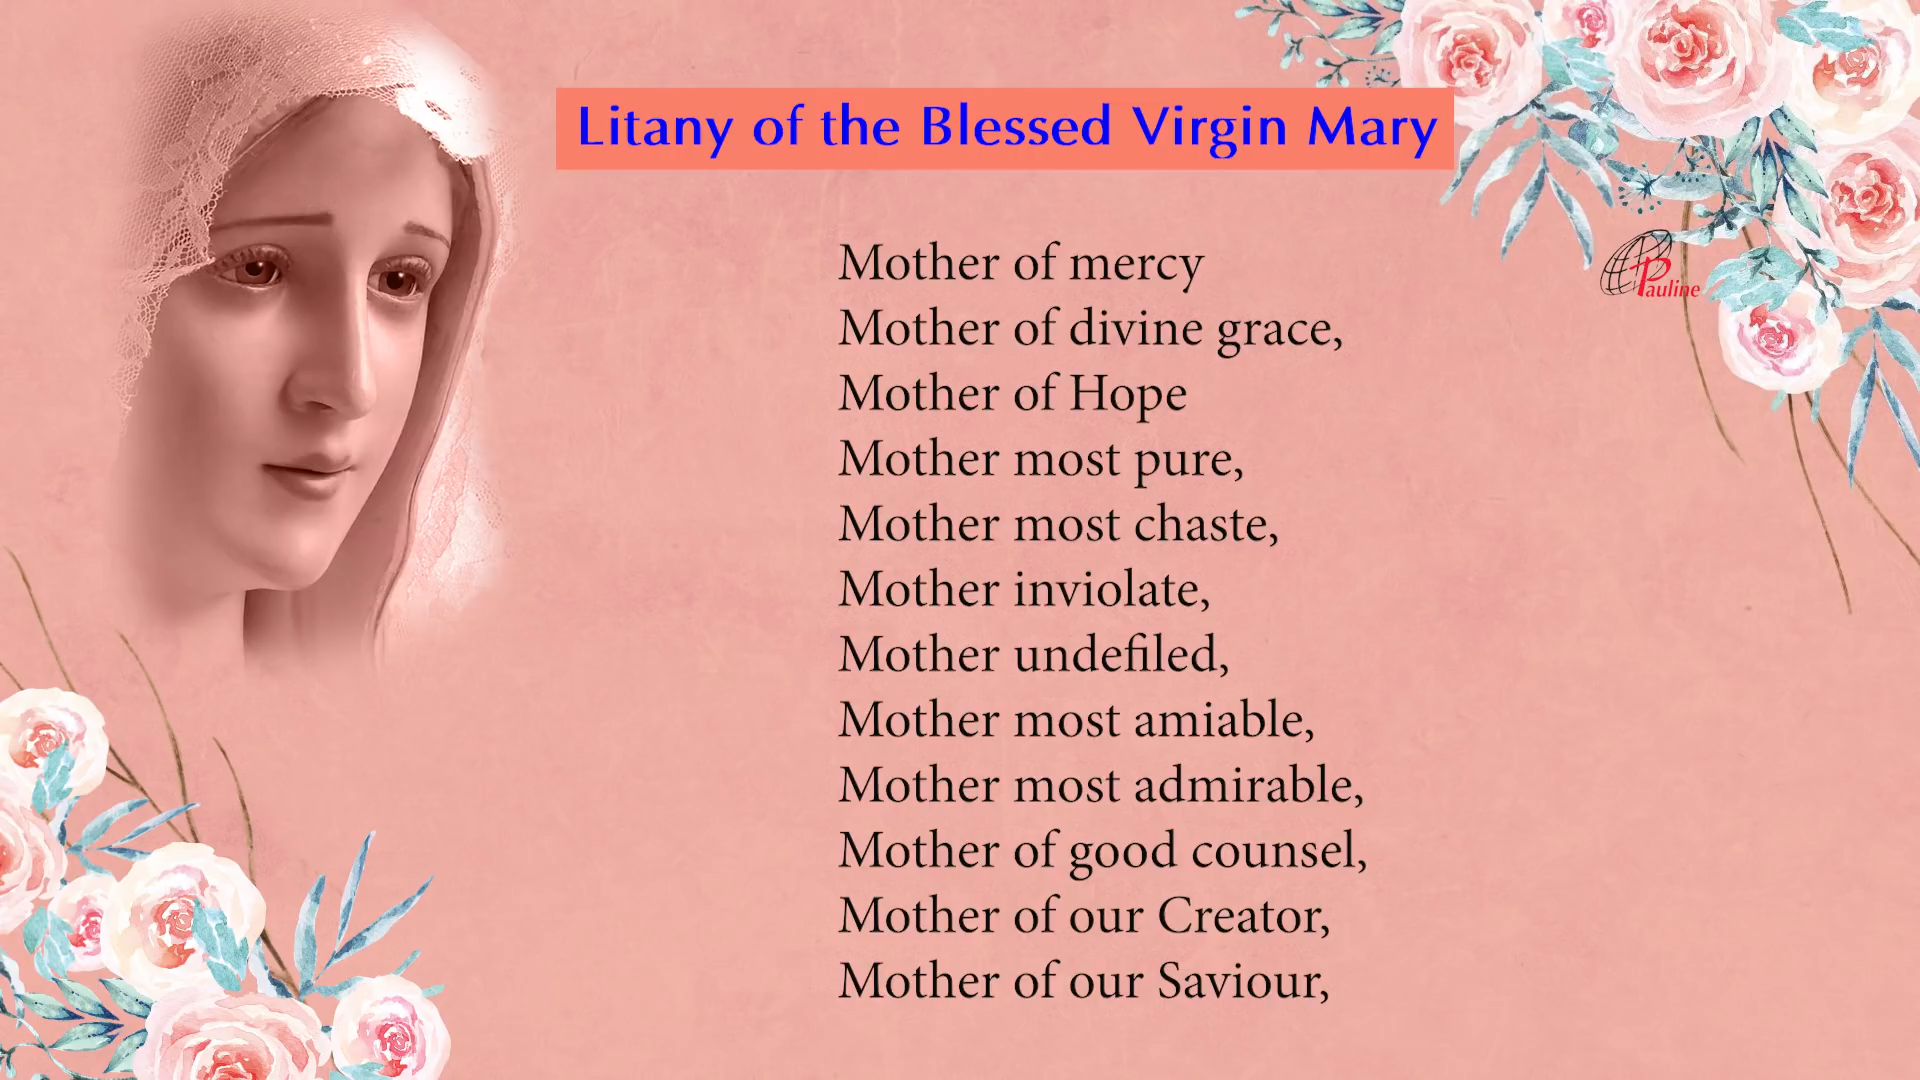 Litany of the Blessed Virgin Mary
Mother of mercy
Mother of divine grace,
Mother of Hope
Mother most pure,
Mother most chaste,
Mother inviolate,
Mother undefiled,
Mother most amiable,
Mother most admirable,
Mother of good counsel,
Mother of our Creator,
Mother of our Saviour,
Pauline